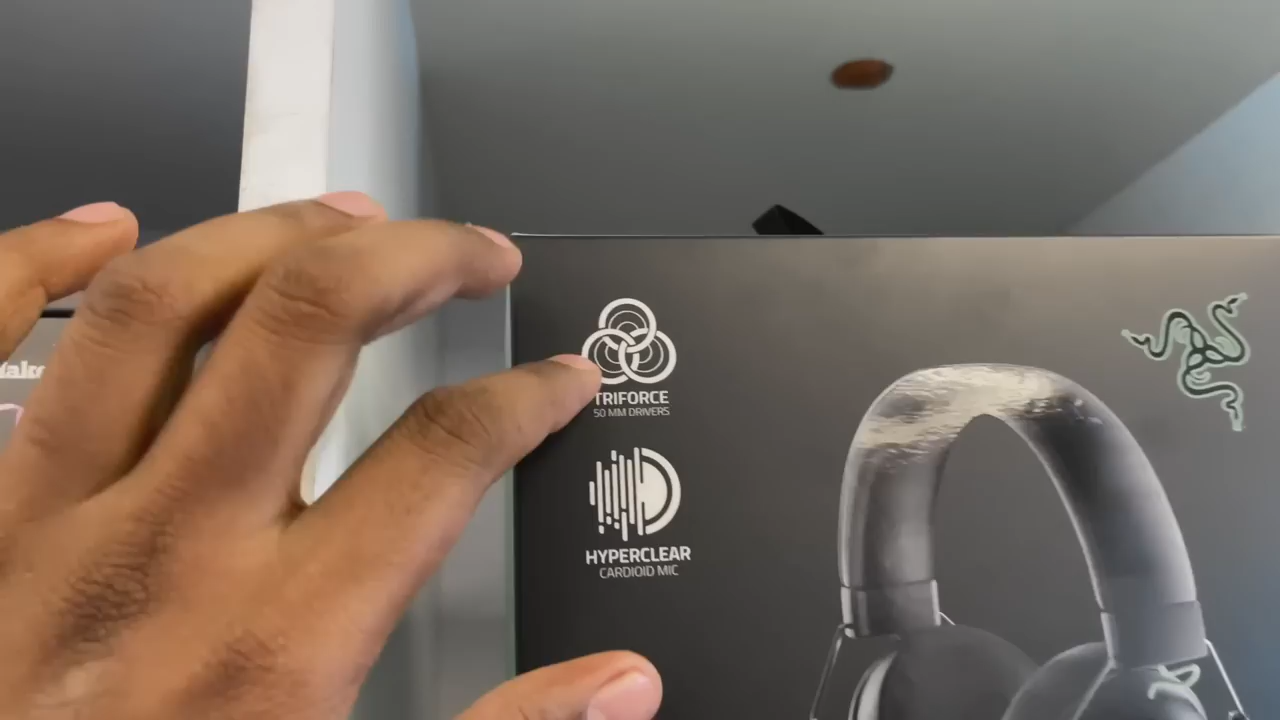 TRIFORCE
50 MM DRIVERS
HYPERCLEAR
CARDIOID MIC